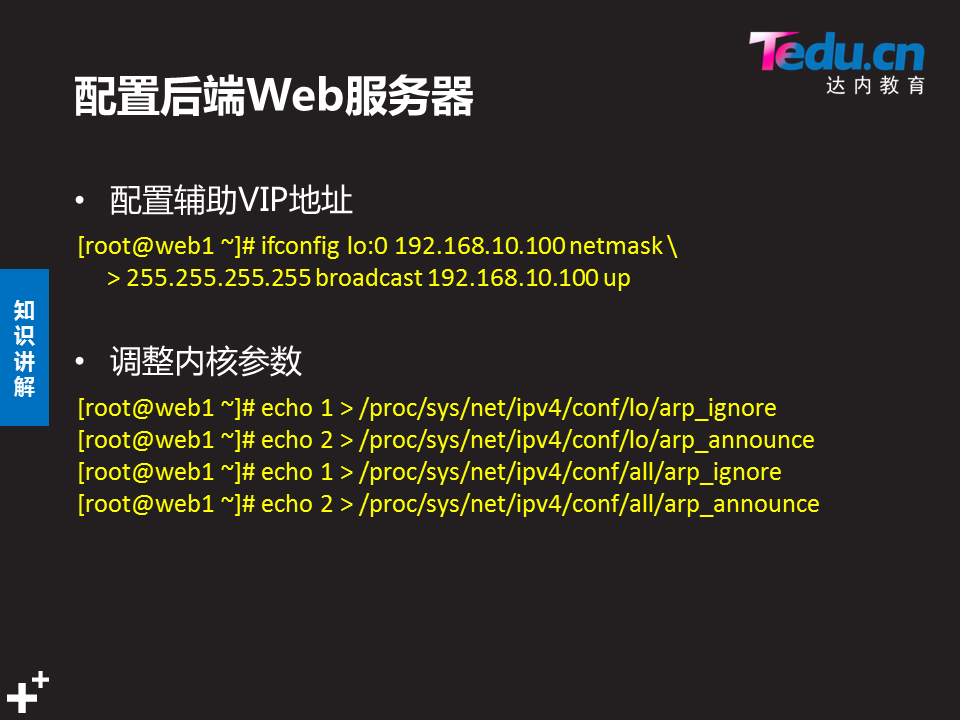 Tedu.cn
达内教育
配置后端Web服务器
• 配置辅助VIP地址
[root@web1 ~]# ifconfig lo:0 192.168.10.100 netmask \
> 255.255.255.255 broadcast 192.168.10.100 up
知识讲解
• 调整内核参数
[root@web1 ~]# echo 1 > /proc/sys/net/ipv4/conf/lo/arp_ignore
[root@web1 ~]# echo 2 > /proc/sys/net/ipv4/conf/lo/arp_announce
[root@web1 ~]# echo 1 > /proc/sys/net/ipv4/conf/all/arp_ignore
[root@web1 ~]# echo 2 > /proc/sys/net/ipv4/conf/all/arp_announce